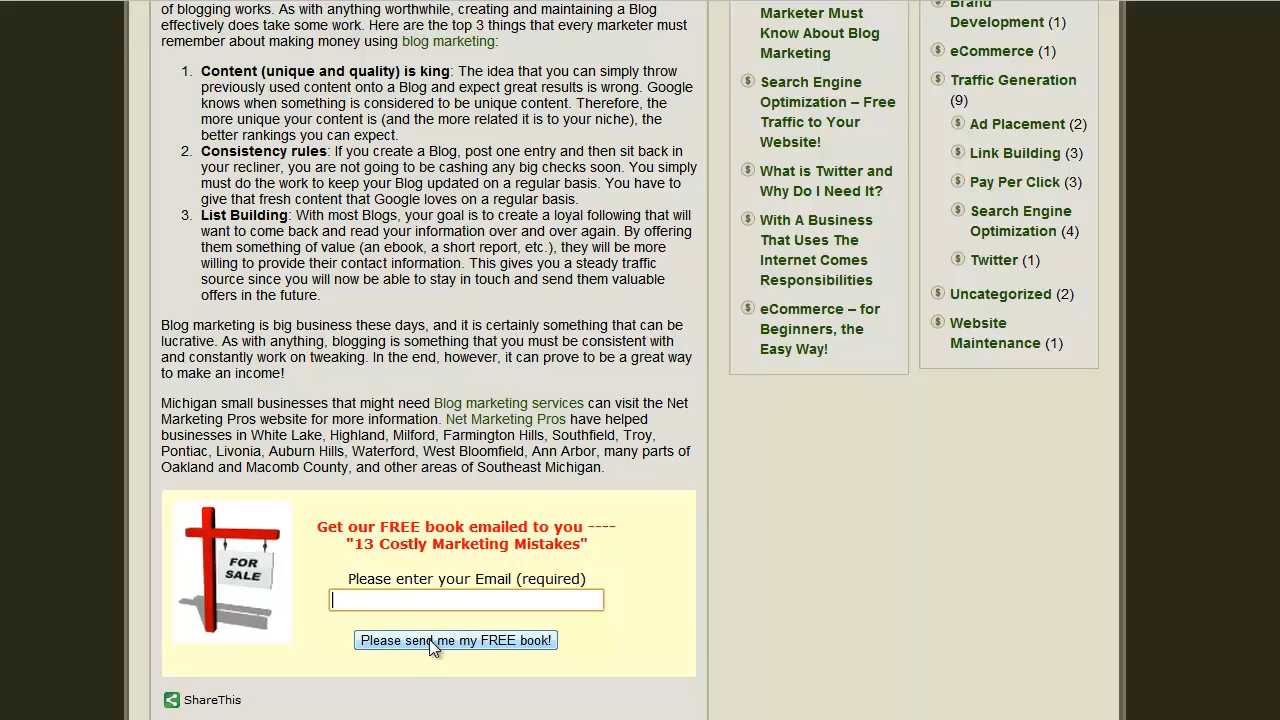 of blogging works. As with anything worthwhile, creating and maintaining a Blog
effectively does take some work. Here are the top 3 things that every marketer must
remember about making money using blog marketing:
1. Content (unique and quality) is king: The idea that you can simply throw
previously used content onto a Blog and expect great results is wrong. Google
knows when something is considered to be unique content. Therefore, the
more unique your content is (and the more related it is to your niche), the
better rankings you can expect.
2. Consistency rules: If you create a Blog, post one entry and then sit back in
your recliner, you are not going to be cashing any big checks soon. You simply
must do the work to keep your Blog updated on a regular basis. You have to
give that fresh content that Google loves on a regular basis.
3. List Building: With most Blogs, your goal is to create a loyal following that will
want to come back and read your information over and over again. By offering
them something of value (an ebook, a short report, etc.), they will be more
willing to provide their contact information. This gives you a steady traffic
source since you will now be able to stay in touch and send them valuable
offers in the future.
Blog marketing is big business these days, and it is certainly something that can be
lucrative. As with anything, blogging is something that you must be consistent with
and constantly work on tweaking. In the end, however, it can prove to be a great way
to make an income!
Michigan small businesses that might need Blog marketing services can visit the Net
Marketing Pros website for more information. Net Marketing Pros have helped
businesses in White Lake, Highland, Milford, Farmington Hills, Southfield, Troy,
Pontiac, Livonia, Auburn Hills, Waterford, West Bloomfield, Ann Arbor, many parts of
Oakland and Macomb County, and other areas of Southeast Michigan.
FOR
SALE
Get our FREE book emailed to you ----
"13 Costly Marketing Mistakes"
Please enter your Email (required)
Please send me my FREE book!
ShareThis
Marketer Must
Know About Blog
Marketing
Search Engine
Optimization – Free
Traffic to Your
Website!
What is Twitter and
Why Do I Need It?
With A Business
That Uses The
Internet Comes
Responsibilities
eCommerce – for
Beginners, the
Easy Way!
Brand
Development (1)
eCommerce (1)
Traffic Generation
(9)
Ad Placement (2)
Link Building (3)
Pay Per Click (3)
Search Engine
Optimization (4)
Twitter (1)
Uncategorized (2)
Website
Maintenance (1)